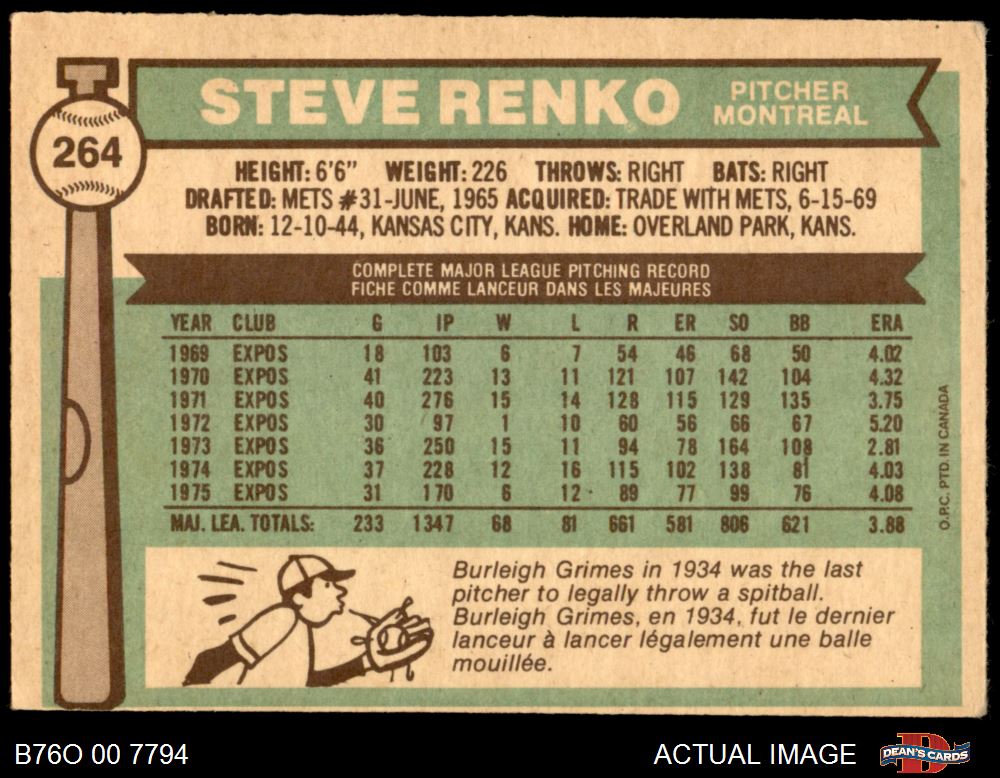 STEVE RENKO PITCHER
MONTREAL
264
HEIGHT: 6'6" WEIGHT: 226 THROWS: RIGHT BATS: RIGHT
DRAFTED: METS #31-JUNE, 1965 ACQUIRED: TRADE WITH METS, 6-15-69
BORN: 12-10-44, KANSAS CITY, KANS. HOME: OVERLAND PARK, KANS.
COMPLETE MAJOR LEAGUE PITCHING RECORD
FICHE COMME LANCEUR DANS LES MAJEURES
YEAR CLUB G IP W L R ER SO BB ERA
1969 EXPOS 18 103 6 7 54 46 68 50 4.02
1970 EXPOS 41 223 13 11 121 107 142 104 4.32
1971 EXPOS 40 276 15 14 128 115 129 135 3.75
1972 EXPOS 30 97 1 10 60 56 66 67 5.20
1973 EXPOS 36 250 15 11 94 78 164 108 2.81
1974 EXPOS 37 228 12 16 115 102 138 81 4.03
1975 EXPOS 31 170 6 12 89 77 99 76 4.08
MAJ. LEA. TOTALS: 233 1347 68 81 661 581 806 621 3.88
O.P.C. PTD. IN CANADA
Burleigh Grimes in 1934 was the last
pitcher to legally throw a spitball.
Burleigh Grimes, en 1934, fut le dernier
lanceur à lancer légalement une balle
mouillée.
B76O 00 7794 ACTUAL IMAGE
D
DEAN'S CARDS